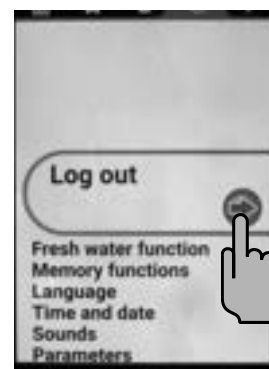 Log out
Fresh water function
Memory functions
Language
Time and date
Sounds
Parameters